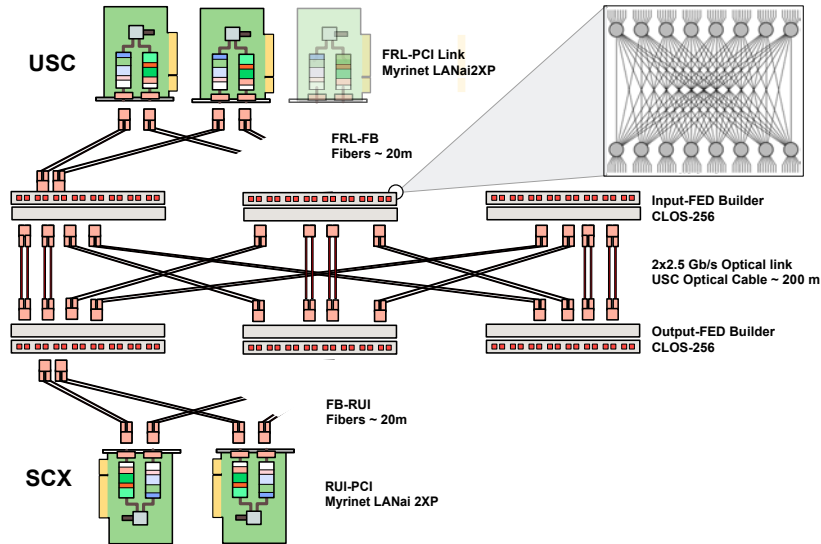 USC
FRL-PCI Link
Myrinet LANai2XP
FRL-FB
Fibers ~ 20m
Input-FED Builder
CLOS-256
2x2.5 Gb/s Optical link
USC Optical Cable ~ 200 m
Output-FED Builder
CLOS-256
FB-RUI
Fibers ~ 20m
SCX
RUI-PCI
Myrinet LANai 2XP